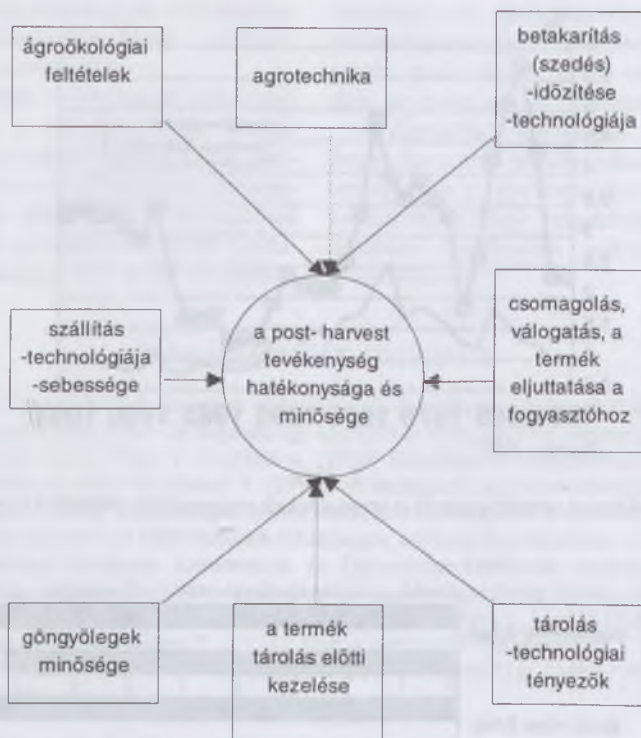 ágroökológiai
feltételek
agrotechnika
betakarítás
(szedés)
-időzítése
-technológiája
szállítás
-technológiája
-sebessége
a post- harvest
tevékenység
hatékonysága és
minősége
csomagolás,
válogatás, a
termék
eljuttatása a
fogyasztóhoz
göngyölegek
minősége
a termék
tárolás előtti
kezelése
tárolás
-technológiai
tényezők